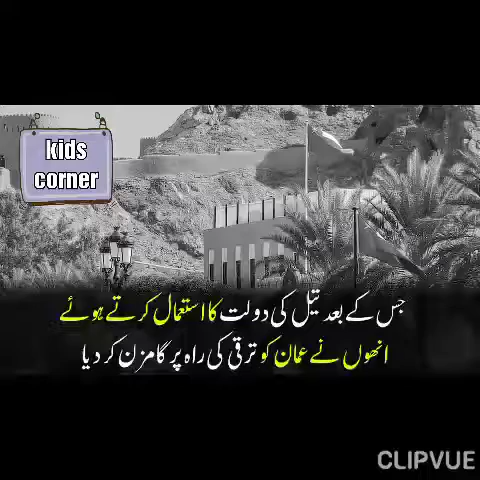 kids
corner
جس کے بعد تیل کی دولت کا استعمال کرتے ہوئے
انھوں نے عمان کو ترقی کی راہ پر گامزن کر دیا
CLIPVUE